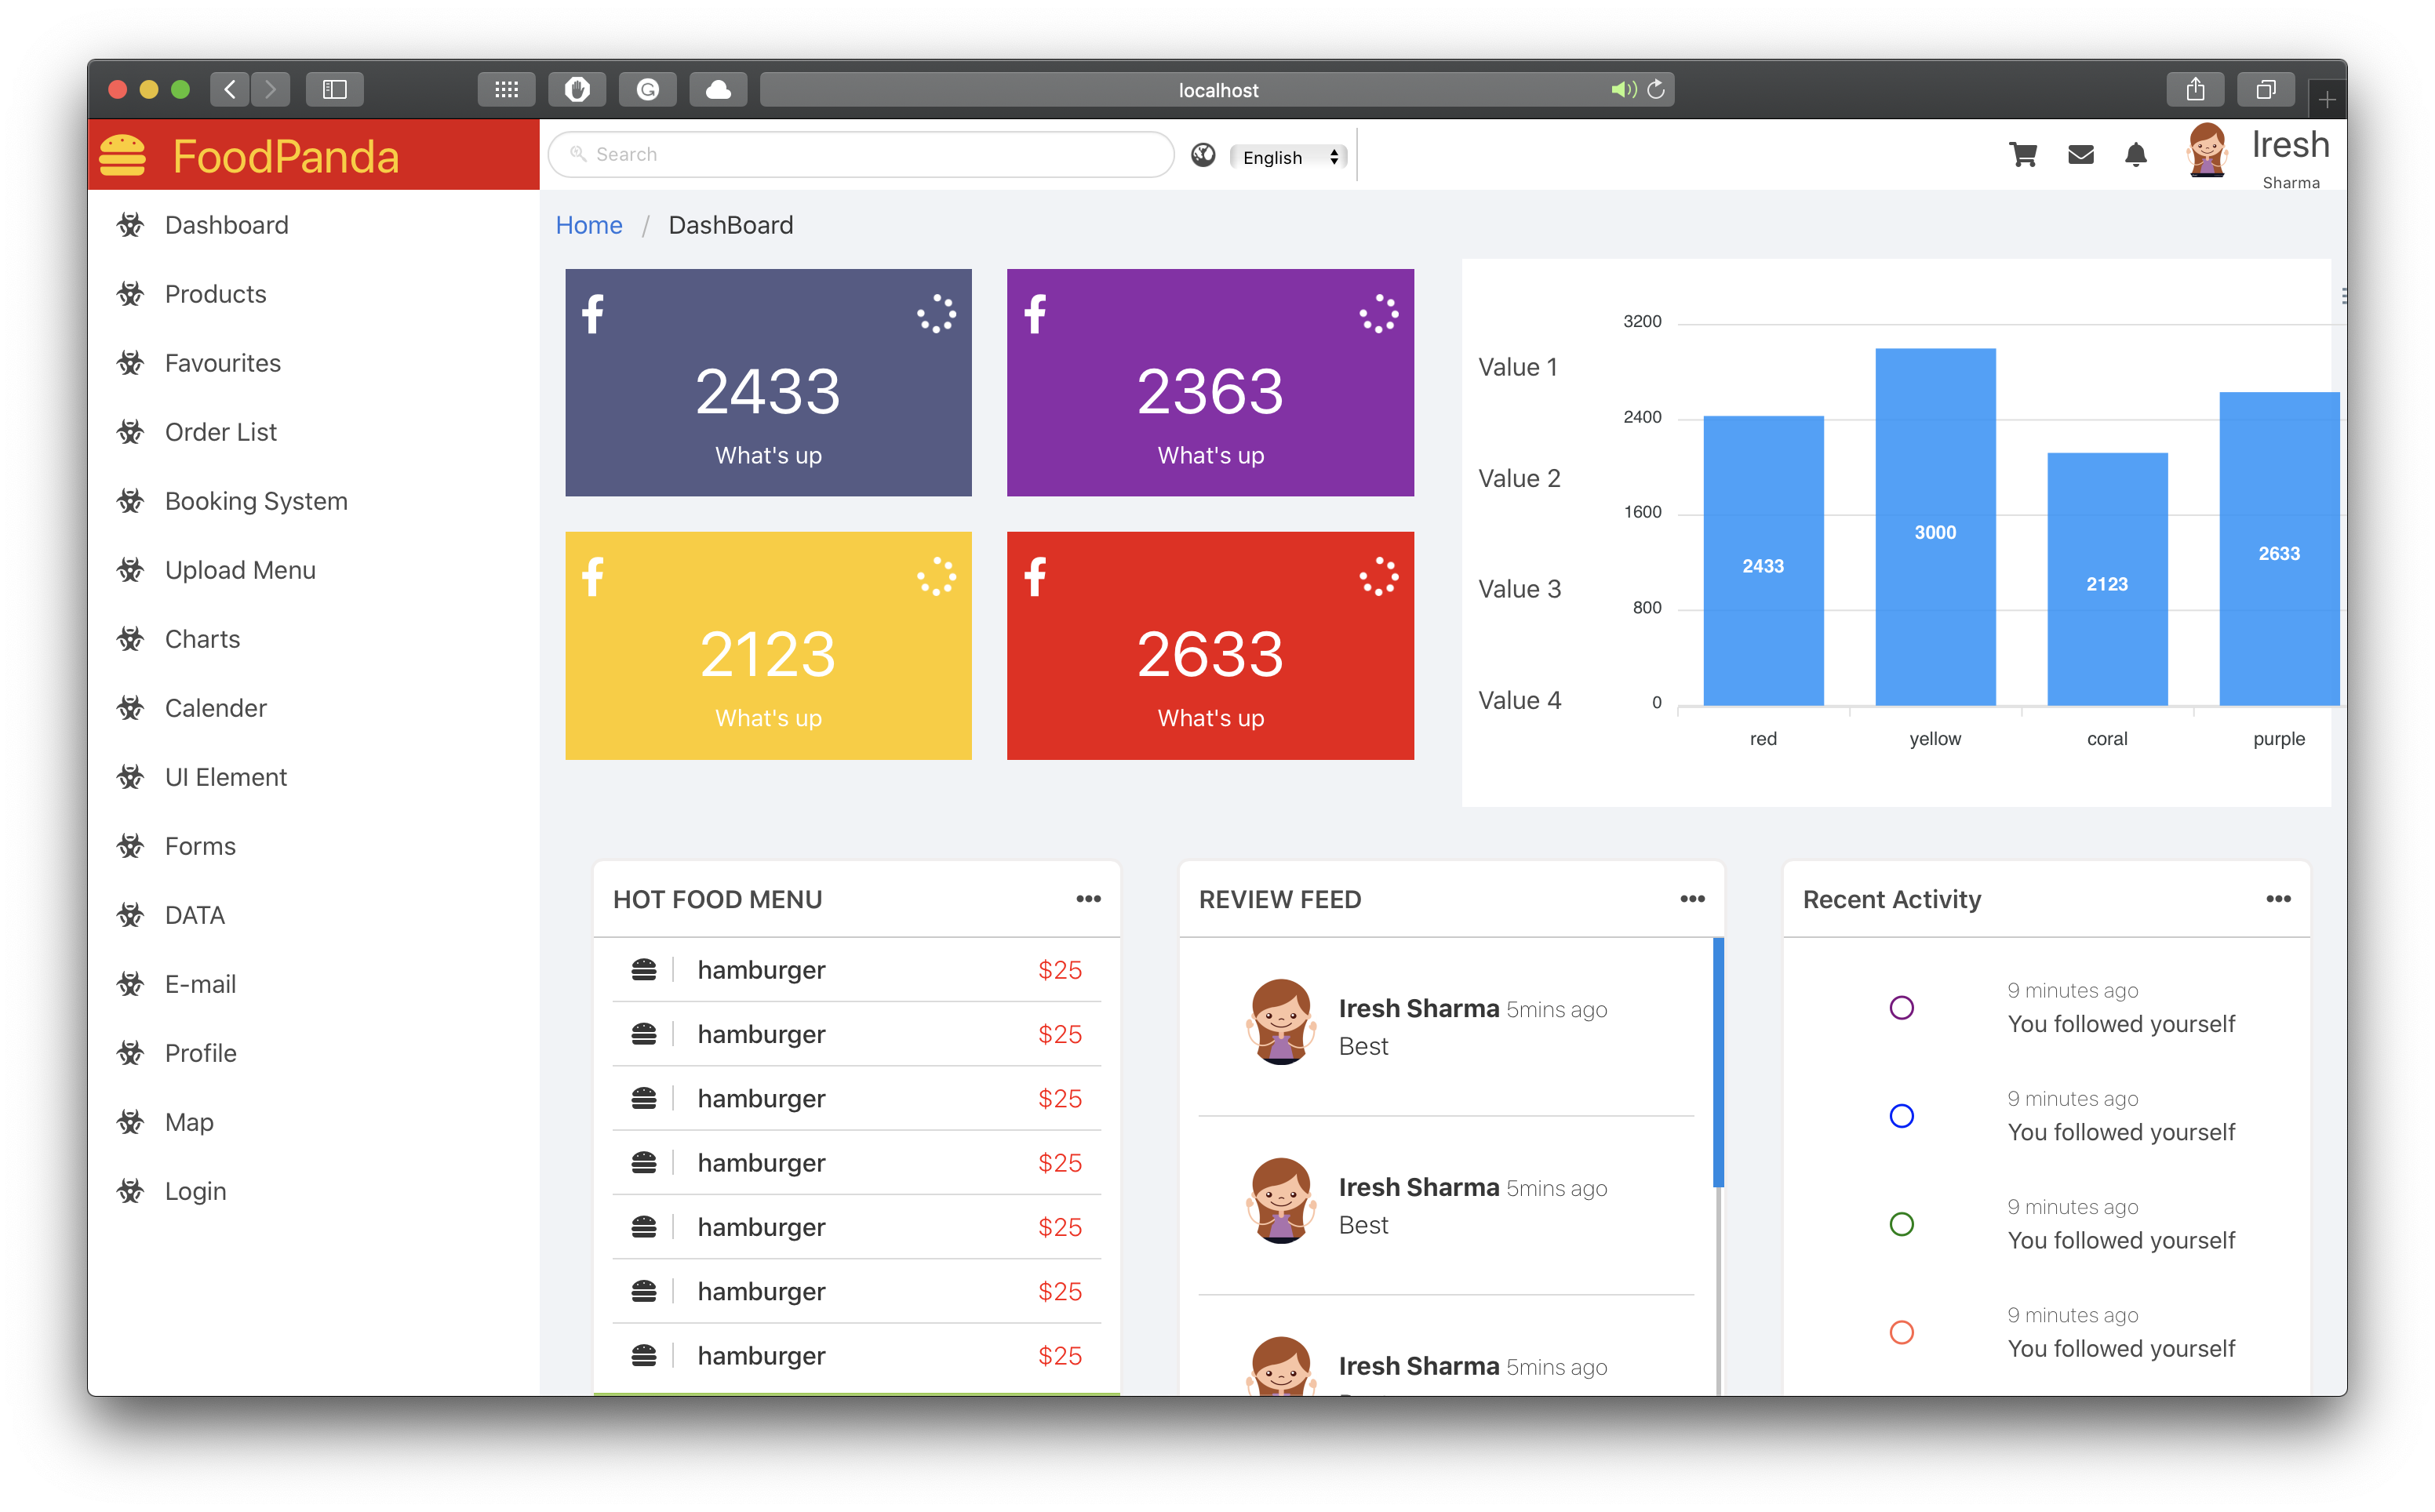 localhost
FoodPanda
Search
English
Iresh
Sharma
Dashboard
Products
Favourites
Order List
Booking System
Upload Menu
Charts
Calender
UI Element
Forms
DATA
E-mail
Profile
Map
Login
Home / DashBoard
2433
What's up
2363
What's up
2123
What's up
2633
What's up
Value 1
Value 2
Value 3
Value 4
3200
2400
1600
800
0
2433
3000
2123
2633
red
yellow
coral
purple
HOT FOOD MENU
hamburger $25
hamburger $25
hamburger $25
hamburger $25
hamburger $25
hamburger $25
hamburger $25
REVIEW FEED
Iresh Sharma 5mins ago
Best
Iresh Sharma 5mins ago
Best
Iresh Sharma 5mins ago
Recent Activity
9 minutes ago
You followed yourself
9 minutes ago
You followed yourself
9 minutes ago
You followed yourself
9 minutes ago
You followed yourself